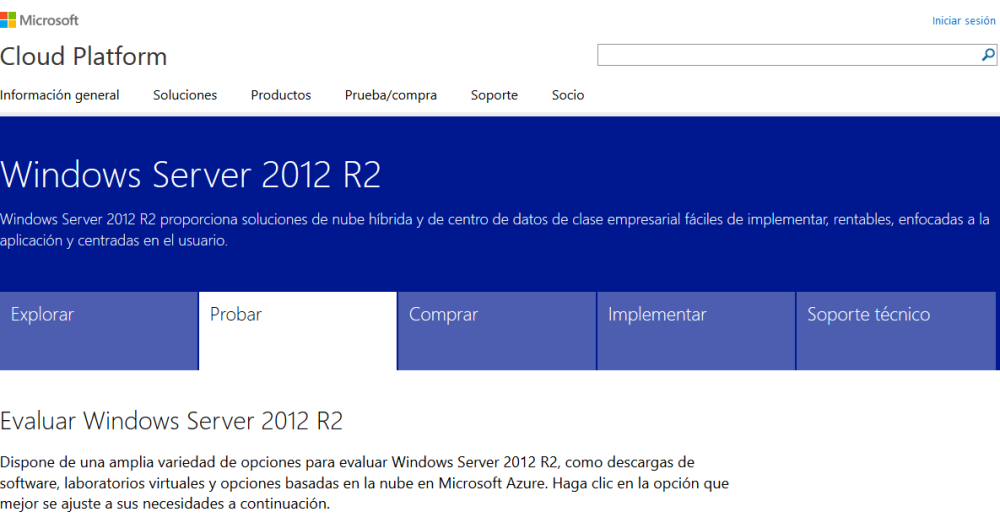 Microsoft
Iniciar sesión
Cloud Platform
Información general Soluciones Productos Prueba/compra Soporte Socio
Windows Server 2012 R2
Windows Server 2012 R2 proporciona soluciones de nube híbrida y de centro de datos de clase empresarial fáciles de implementar, rentables, enfocadas a la
aplicación y centradas en el usuario.
Explorar Probar Comprar Implementar Soporte técnico
Evaluar Windows Server 2012 R2
Dispone de una amplia variedad de opciones para evaluar Windows Server 2012 R2, como descargas de
software, laboratorios virtuales y opciones basadas en la nube en Microsoft Azure. Haga clic en la opción que
mejor se ajuste a sus necesidades a continuación.